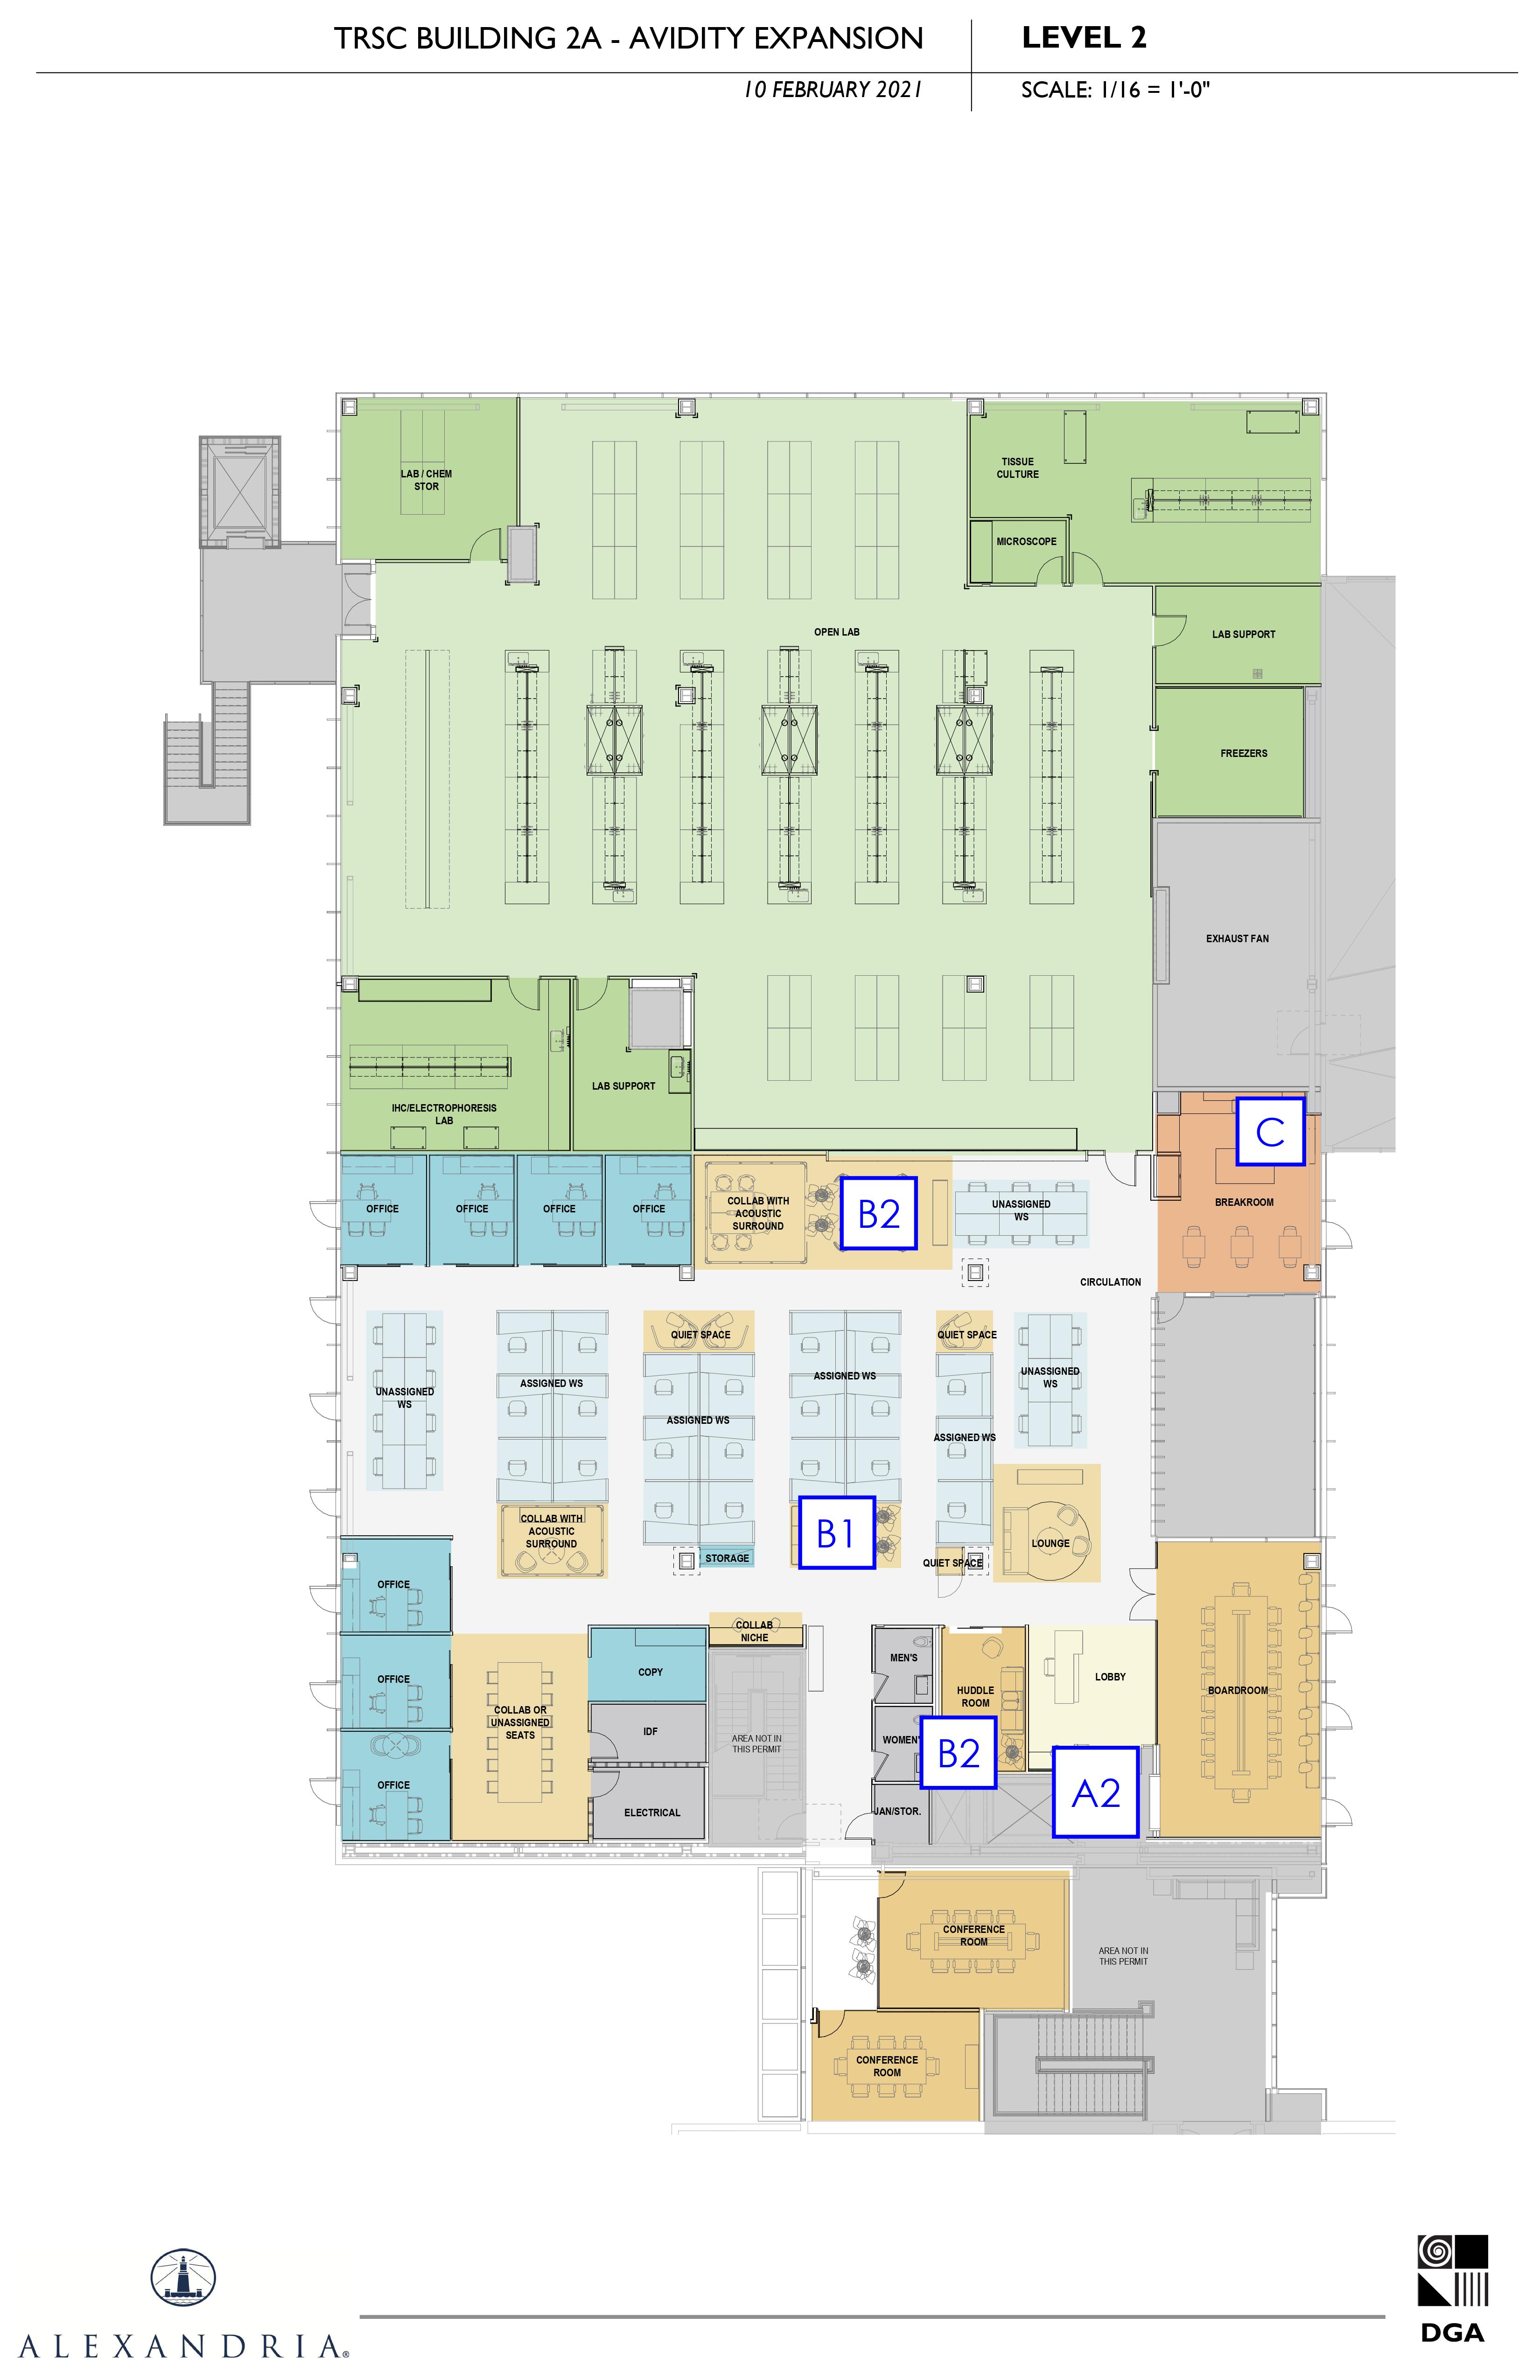 TRSC BUILDING 2A - AVIDITY EXPANSION
LEVEL 2
10 FEBRUARY 2021
SCALE: 1/16 = 1'-0"
LAB / CHEM
STOR
TISSUE
CULTURE
MICROSCOPE
OPEN LAB
LAB SUPPORT
FREEZERS
EXHAUST FAN
LAB SUPPORT
IHC/ELECTROPHORESIS
LAB
C
BREAKROOM
OFFICE
OFFICE
OFFICE
OFFICE
COLLAB WITH
ACOUSTIC
SURROUND
B2
UNASSIGNED
WS
CIRCULATION
QUIET SPACE
QUIET SPACE
UNASSIGNED
WS
ASSIGNED WS
ASSIGNED WS
ASSIGNED WS
ASSIGNED WS
UNASSIGNED
WS
COLLAB WITH
ACOUSTIC
SURROUND
B1
STORAGE
QUIET SPACE
LOUNGE
OFFICE
COLLAB
NICHE
OFFICE
COPY
MEN'S
HUDDLE
ROOM
LOBBY
BOARDROOM
COLLAB OR
UNASSIGNED
SEATS
IDF
AREA NOT IN
THIS PERMIT
WOMEN'
B2
A2
OFFICE
ELECTRICAL
JAN/STOR.
CONFERENCE
ROOM
AREA NOT IN
THIS PERMIT
CONFERENCE
ROOM
ALEXANDRIA®
DGA